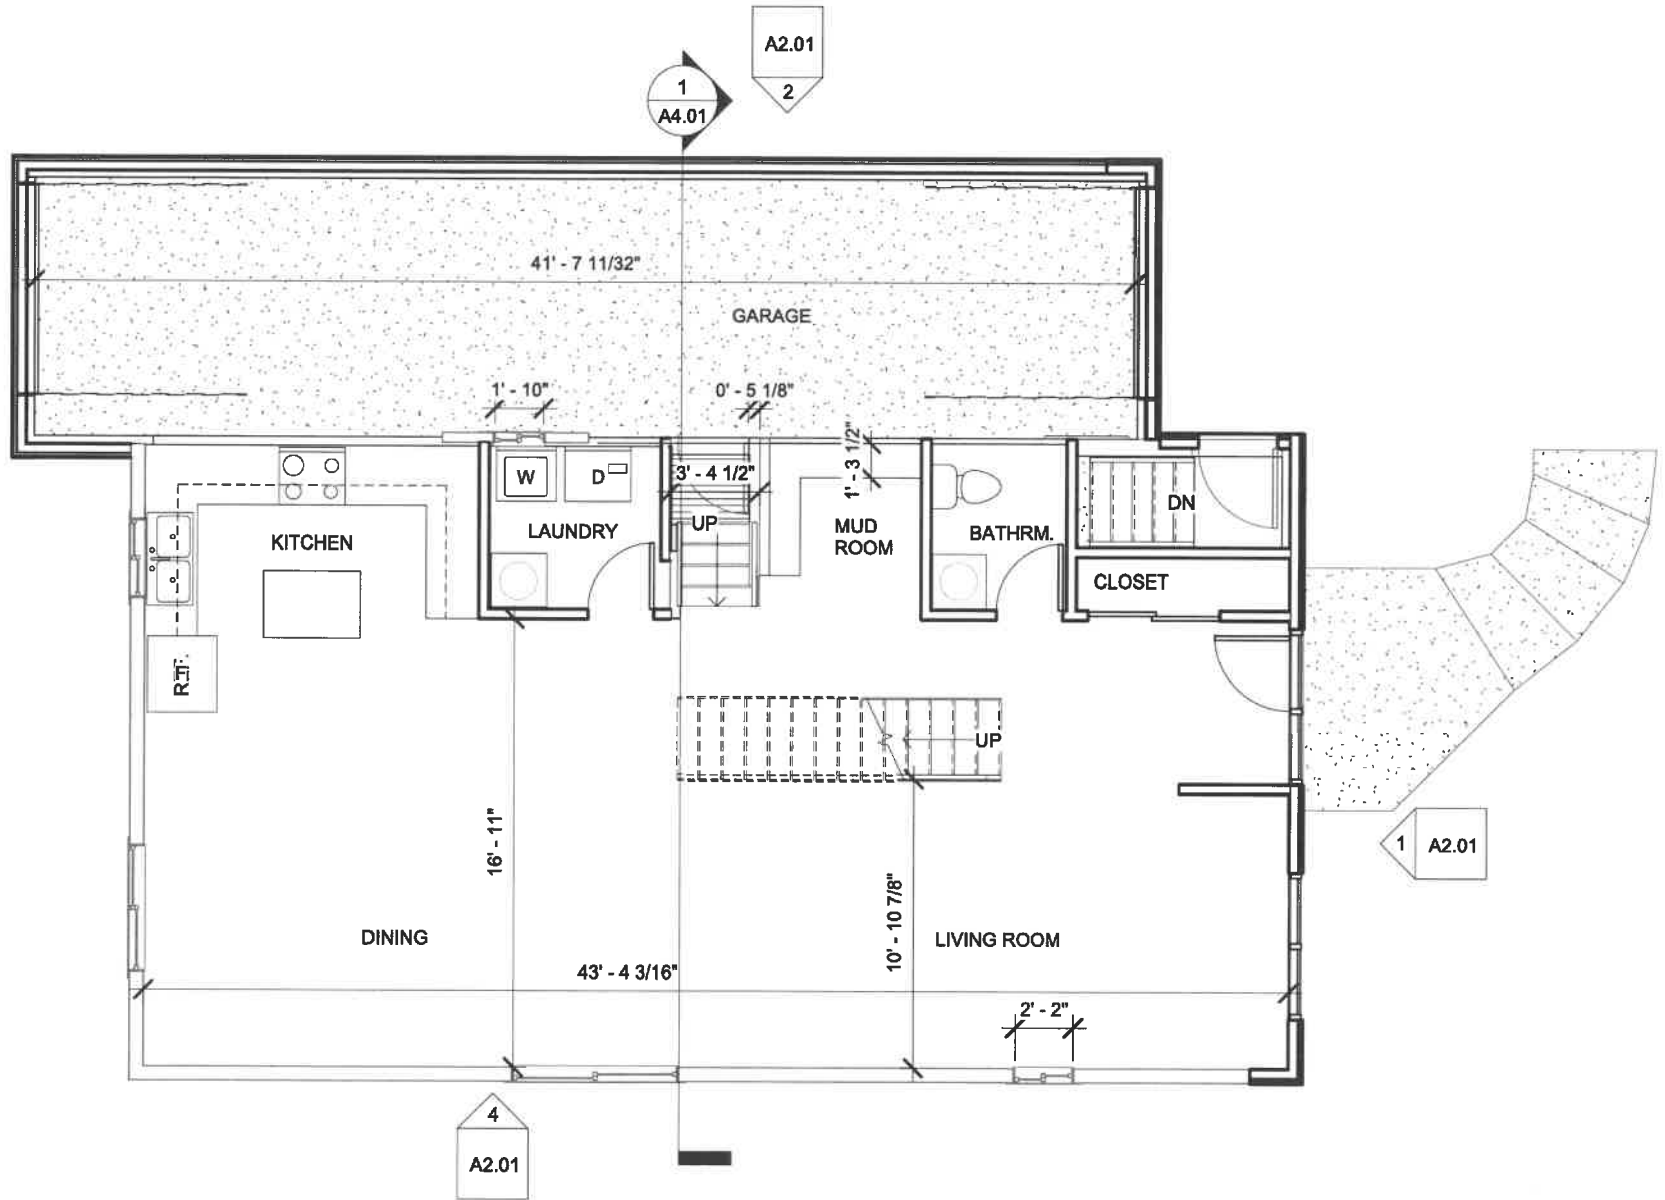 A2.01
2
1
A4.01
41' - 7 11/32"
GARAGE
1' - 10"
0' - 5 1/8"
1' - 3 1/2"
3' - 4 1/2"
W
D
UP
DN
LAUNDRY
MUD
ROOM
BATHRM.
KITCHEN
CLOSET
REF.
UP
16' - 11"
10' - 10 7/8"
1
A2.01
DINING
LIVING ROOM
43' - 4 3/16"
2' - 2"
4
A2.01